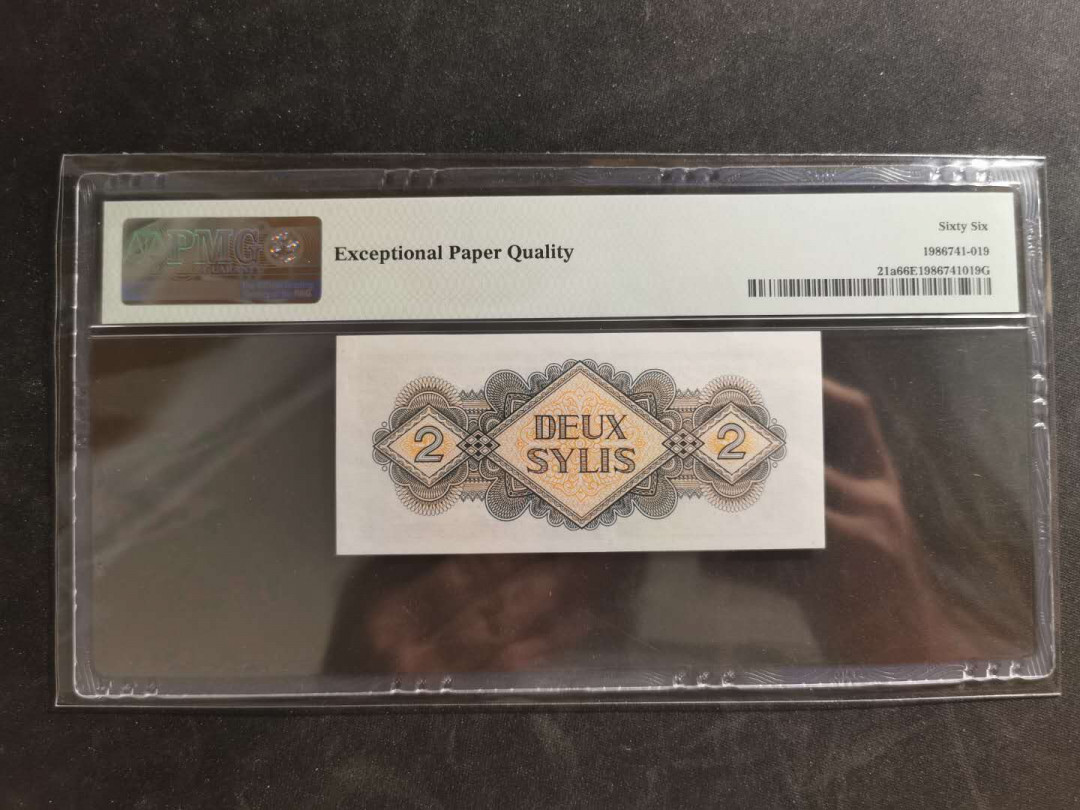 PMG
Exceptional Paper Quality
Sixty Six
1986741-019
21a66E1986741019G
DEUX
SYLIS
2
2